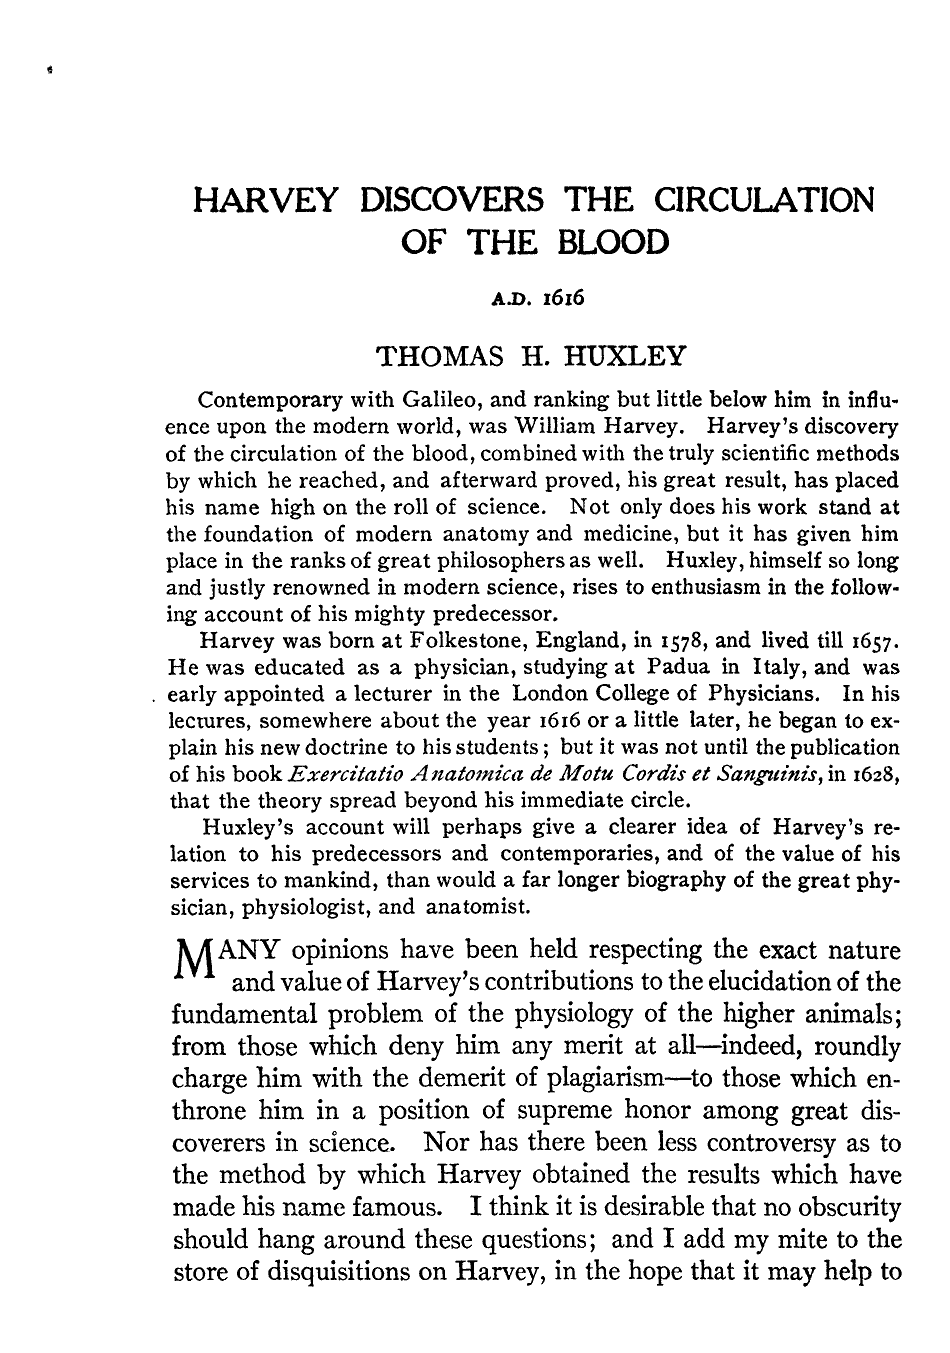 HARVEY DISCOVERS THE CIRCULATION
OF THE BLOOD
A.D. 1616
THOMAS H. HUXLEY
Contemporary with Galileo, and ranking but little below him in influ-
ence upon the modern world, was William Harvey. Harvey's discovery
of the circulation of the blood, combined with the truly scientific methods
by which he reached, and afterward proved, his great result, has placed
his name high on the roll of science. Not only does his work stand at
the foundation of modern anatomy and medicine, but it has given him
place in the ranks of great philosophers as well. Huxley, himself so long
and justly renowned in modern science, rises to enthusiasm in the follow-
ing account of his mighty predecessor.
Harvey was born at Folkestone, England, in 1578, and lived till 1657.
He was educated as a physician, studying at Padua in Italy, and was
early appointed a lecturer in the London College of Physicians. In his
lectures, somewhere about the year 1616 or a little later, he began to ex-
plain his new doctrine to his students; but it was not until the publication
of his book Exercitatio Anatomica de Motu Cordis et Sanguinis, in 1628,
that the theory spread beyond his immediate circle.
Huxley's account will perhaps give a clearer idea of Harvey's re-
lation to his predecessors and contemporaries, and of the value of his
services to mankind, than would a far longer biography of the great phy-
sician, physiologist, and anatomist.
MANY opinions have been held respecting the exact nature
and value of Harvey's contributions to the elucidation of the
fundamental problem of the physiology of the higher animals;
from those which deny him any merit at all—indeed, roundly
charge him with the demerit of plagiarism—to those which en-
throne him in a position of supreme honor among great dis-
coverers in science. Nor has there been less controversy as to
the method by which Harvey obtained the results which have
made his name famous. I think it is desirable that no obscurity
should hang around these questions; and I add my mite to the
store of disquisitions on Harvey, in the hope that it may help to